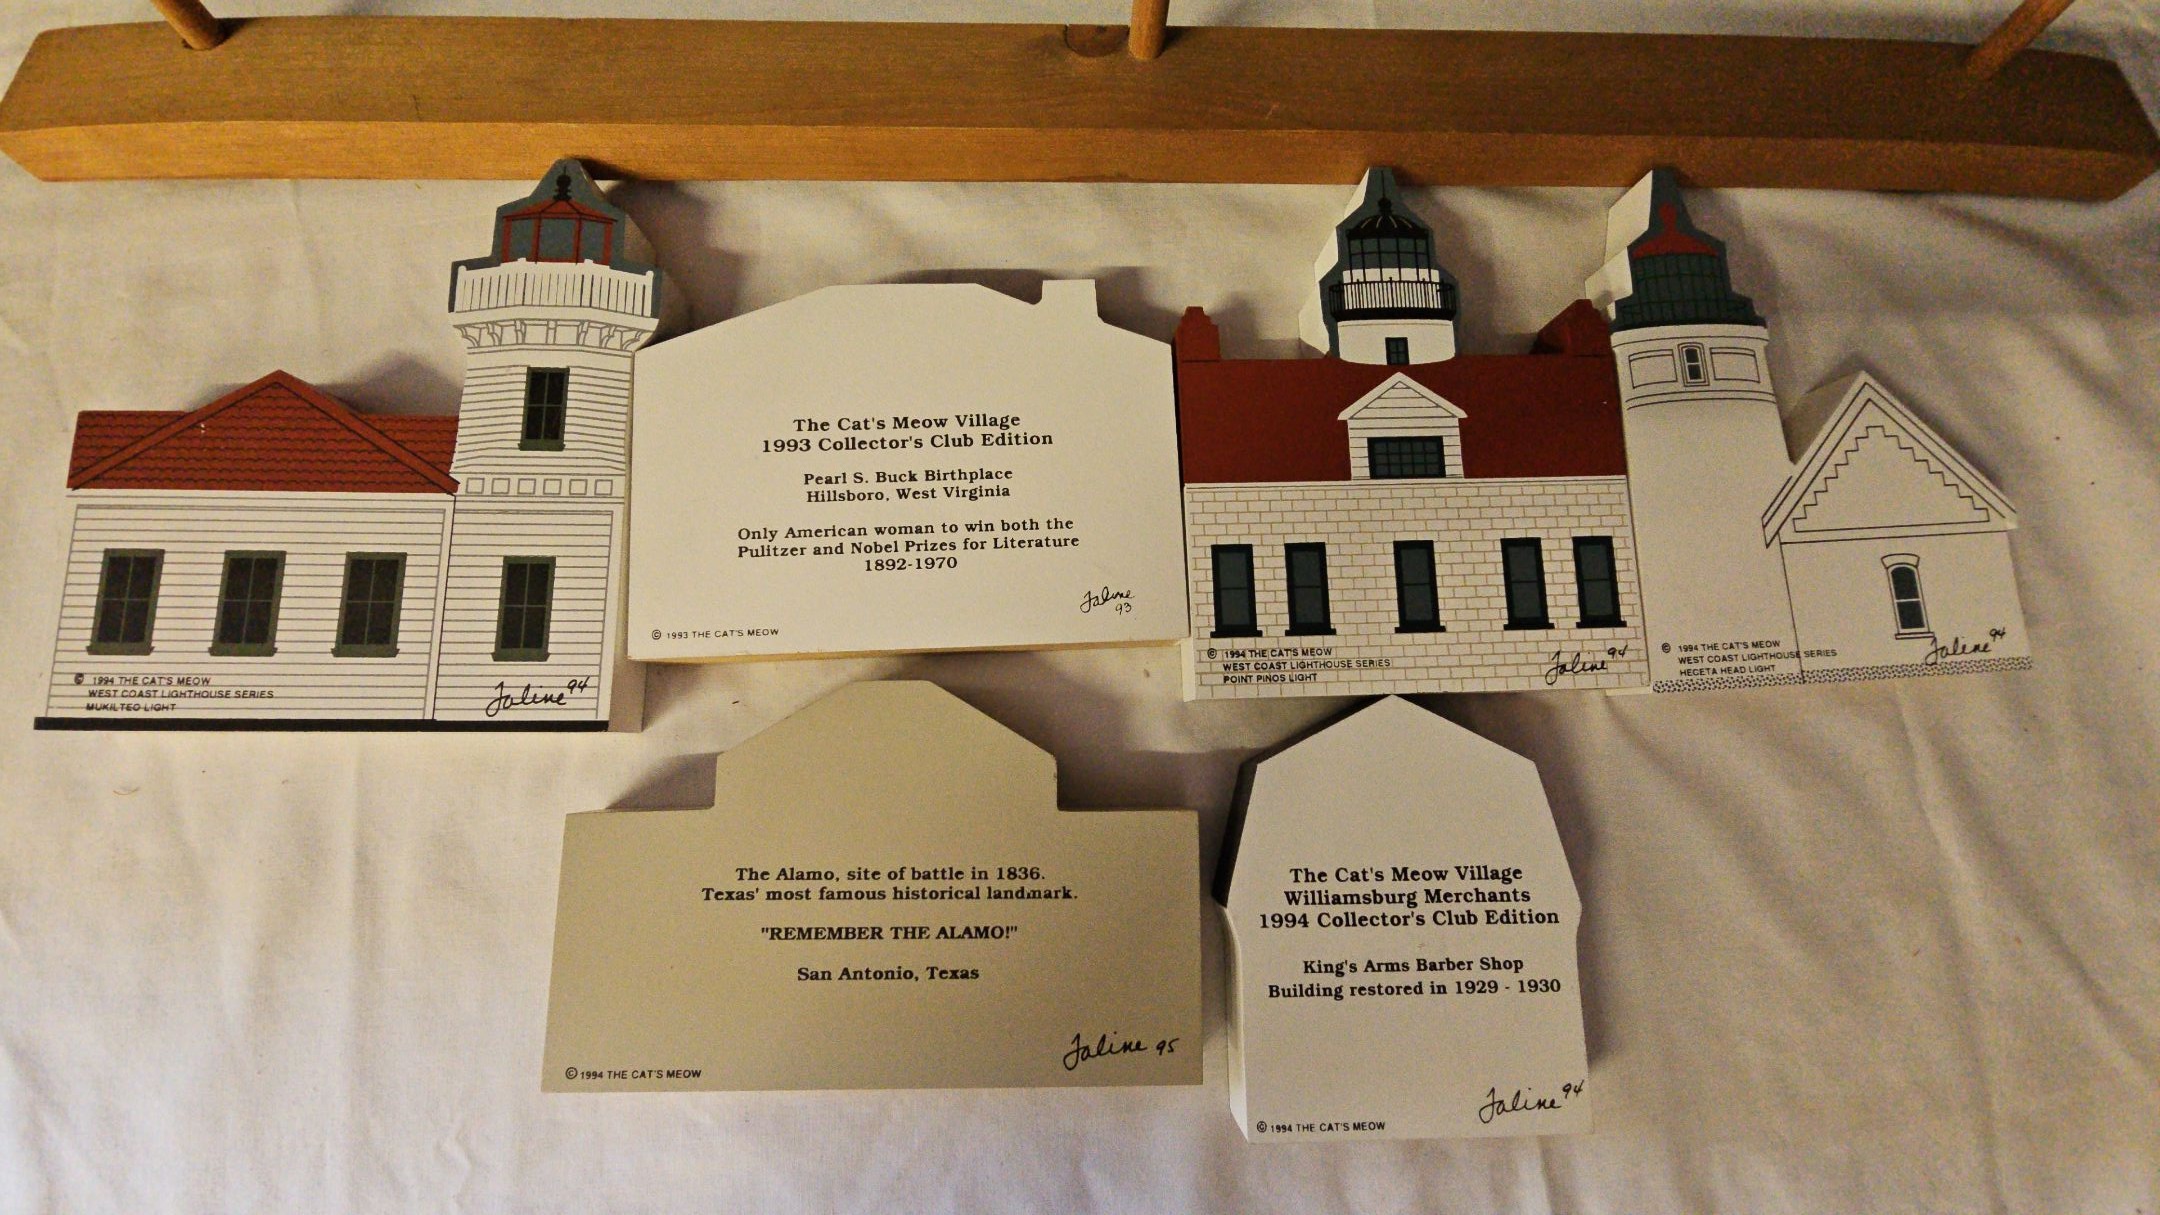 © 1994 THE CAT'S MEOW
WEST COAST LIGHTHOUSE SERIES
MUKILTEO LIGHT
Faline 94
The Cat's Meow Village
1993 Collector's Club Edition
Pearl S. Buck Birthplace
Hillsboro, West Virginia
Only American woman to win both the
Pulitzer and Nobel Prizes for Literature
1892-1970
Faline
93
© 1993 THE CAT'S MEOW
© 1994 THE CAT'S MEOW
WEST COAST LIGHTHOUSE SERIES
POINT PINOS LIGHT
Faline 94
© 1994 THE CAT'S MEOW
WEST COAST LIGHTHOUSE SERIES
HECETA HEAD LIGHT
Faline 94
The Alamo, site of battle in 1836.
Texas' most famous historical landmark.
"REMEMBER THE ALAMO!"
San Antonio, Texas
Faline 95
© 1994 THE CAT'S MEOW
The Cat's Meow Village
Williamsburg Merchants
1994 Collector's Club Edition
King's Arms Barber Shop
Building restored in 1929 - 1930
Faline 94
© 1994 THE CAT'S MEOW